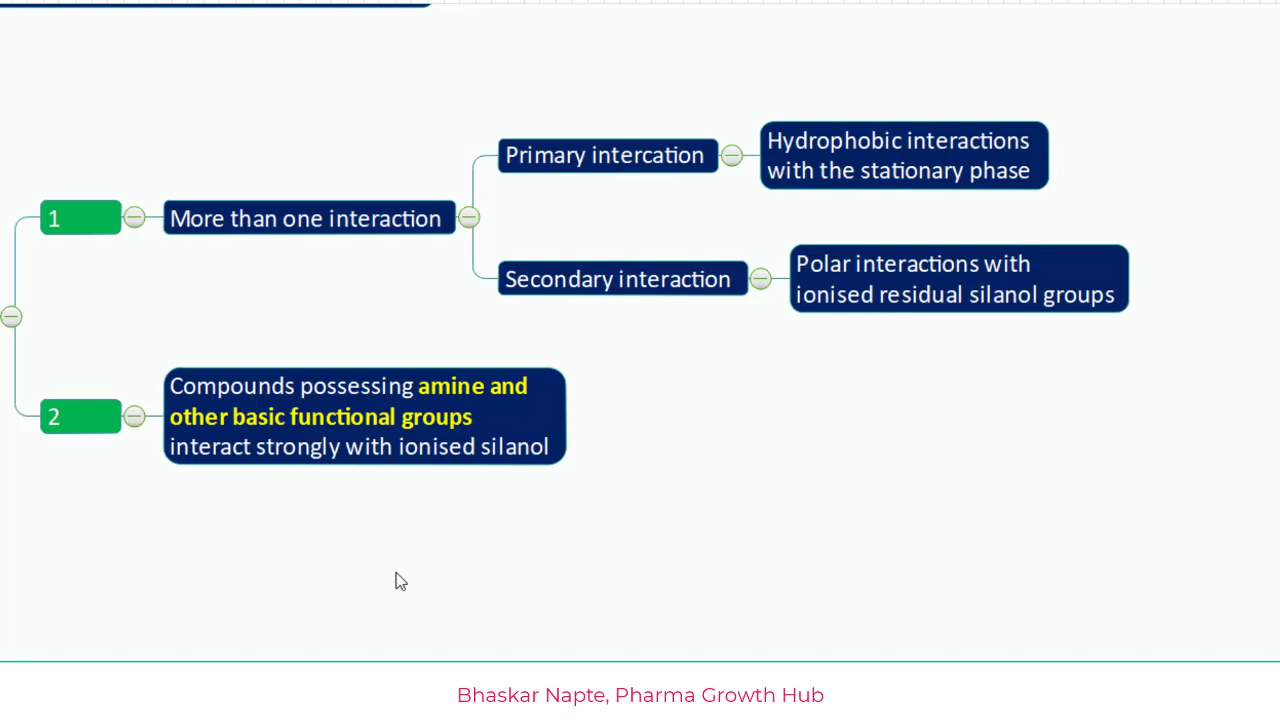 1
More than one interaction
Primary intercation
Hydrophobic interactions
with the stationary phase
Secondary interaction
Polar interactions with
ionised residual silanol groups
2
Compounds possessing amine and
other basic functional groups
interact strongly with ionised silanol
Bhaskar Napte, Pharma Growth Hub